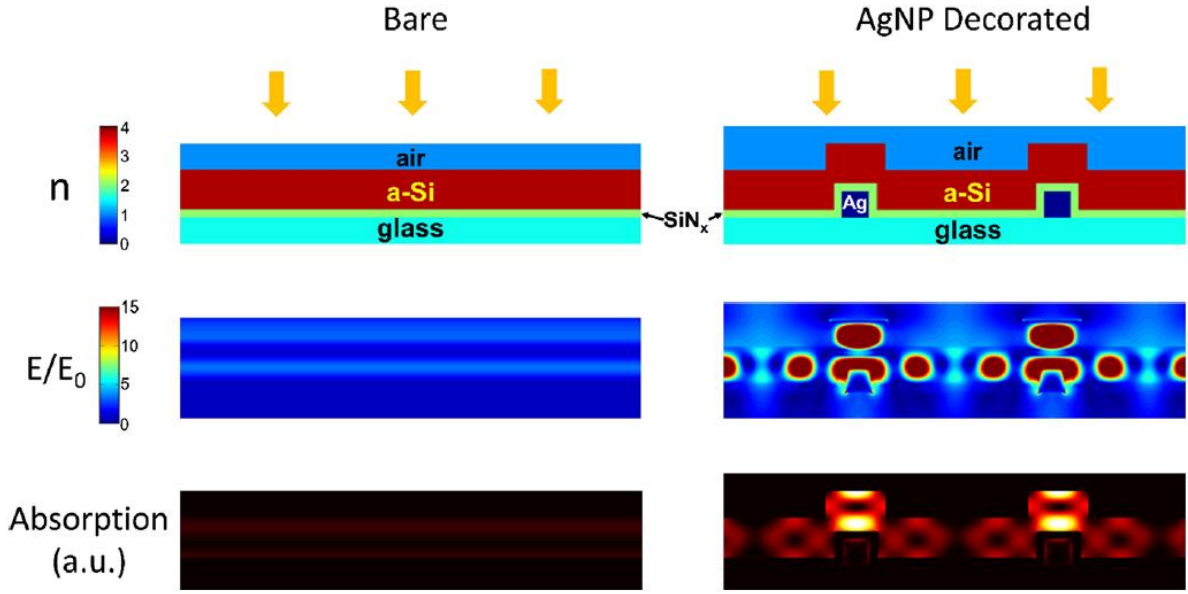 Bare
AgNP Decorated
n
4
3
2
1
0
air
a-Si
glass
SiNₓ
air
Ag
a-Si
glass
E/E₀
15
10
5
0
Absorption
(a.u.)